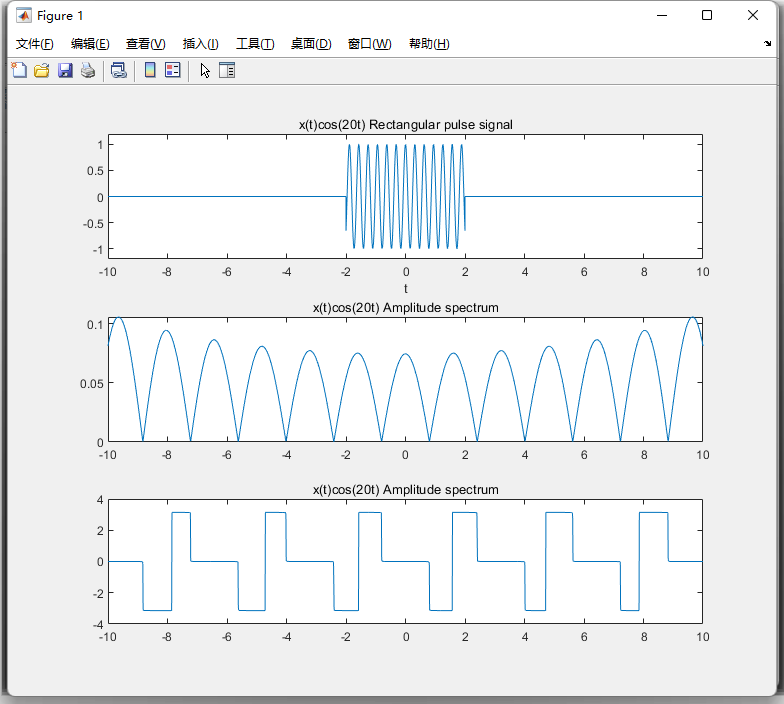 Figure 1
文件(F) 编辑(E) 查看(V) 插入(I) 工具(T) 桌面(D) 窗口(W) 帮助(H)
x(t)cos(20t) Rectangular pulse signal
1
0.5
0
-0.5
-1
-10 -8 -6 -4 -2 0 2 4 6 8 10
t
x(t)cos(20t) Amplitude spectrum
0.1
0.05
0
-10 -8 -6 -4 -2 0 2 4 6 8 10
x(t)cos(20t) Amplitude spectrum
4
2
0
-2
-4
-10 -8 -6 -4 -2 0 2 4 6 8 10